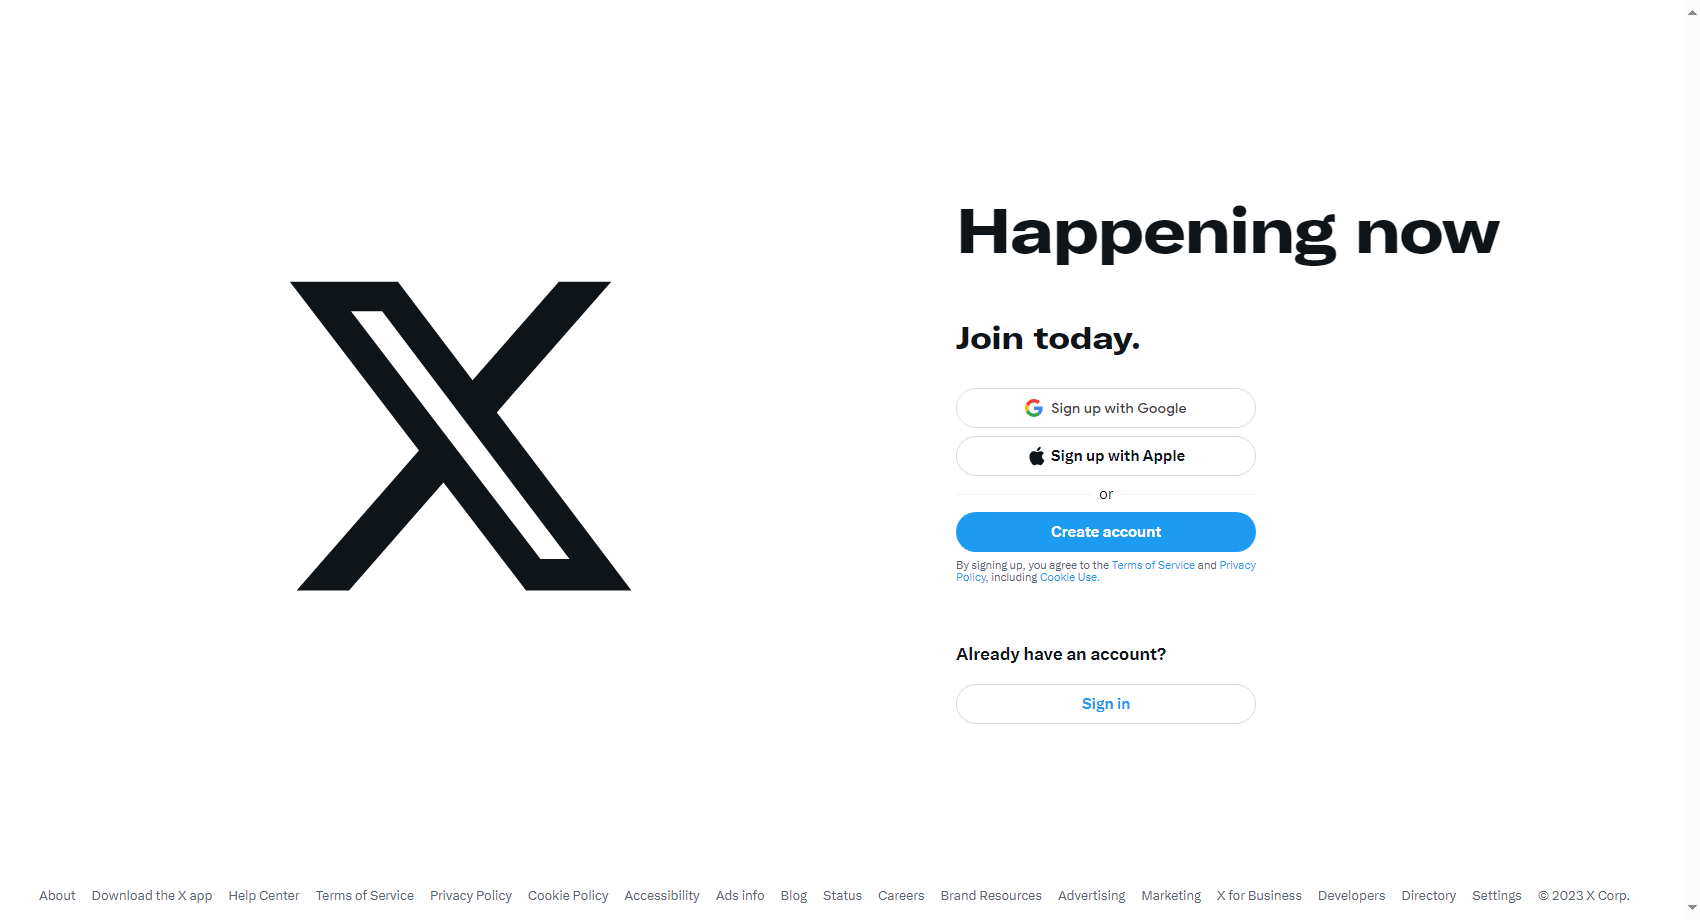 Happening now
Join today.
Sign up with Google
Sign up with Apple
or
Create account
By signing up, you agree to the Terms of Service and Privacy
Policy, including Cookie Use.
Already have an account?
Sign in
About Download the X app Help Center Terms of Service Privacy Policy Cookie Policy Accessibility Ads info Blog Status Careers Brand Resources Advertising Marketing X for Business Developers Directory Settings © 2023 X Corp.